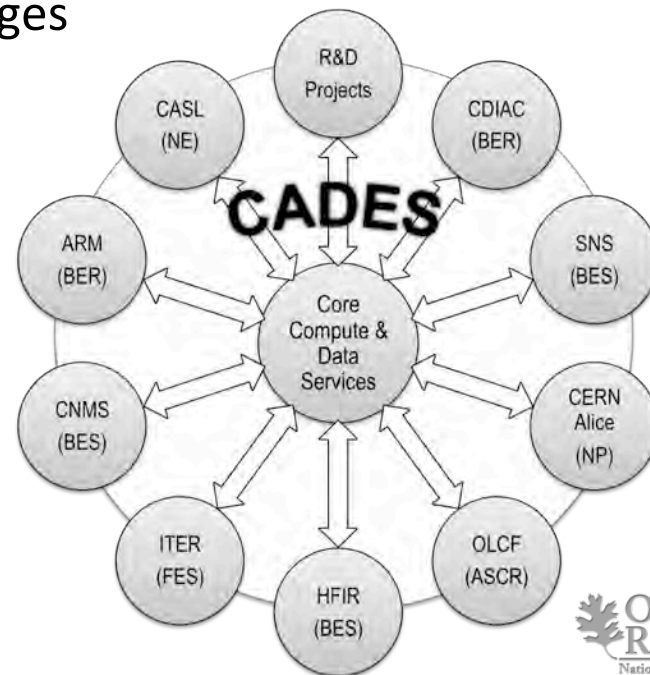 R&D
Projects
CASL
(NE)
CDIAC
(BER)
CADES
ARM
(BER)
SNS
(BES)
Core
Compute &
Data
Services
CNMS
(BES)
CERN
Alice
(NP)
ITER
(FES)
OLCF
(ASCR)
HFIR
(BES)